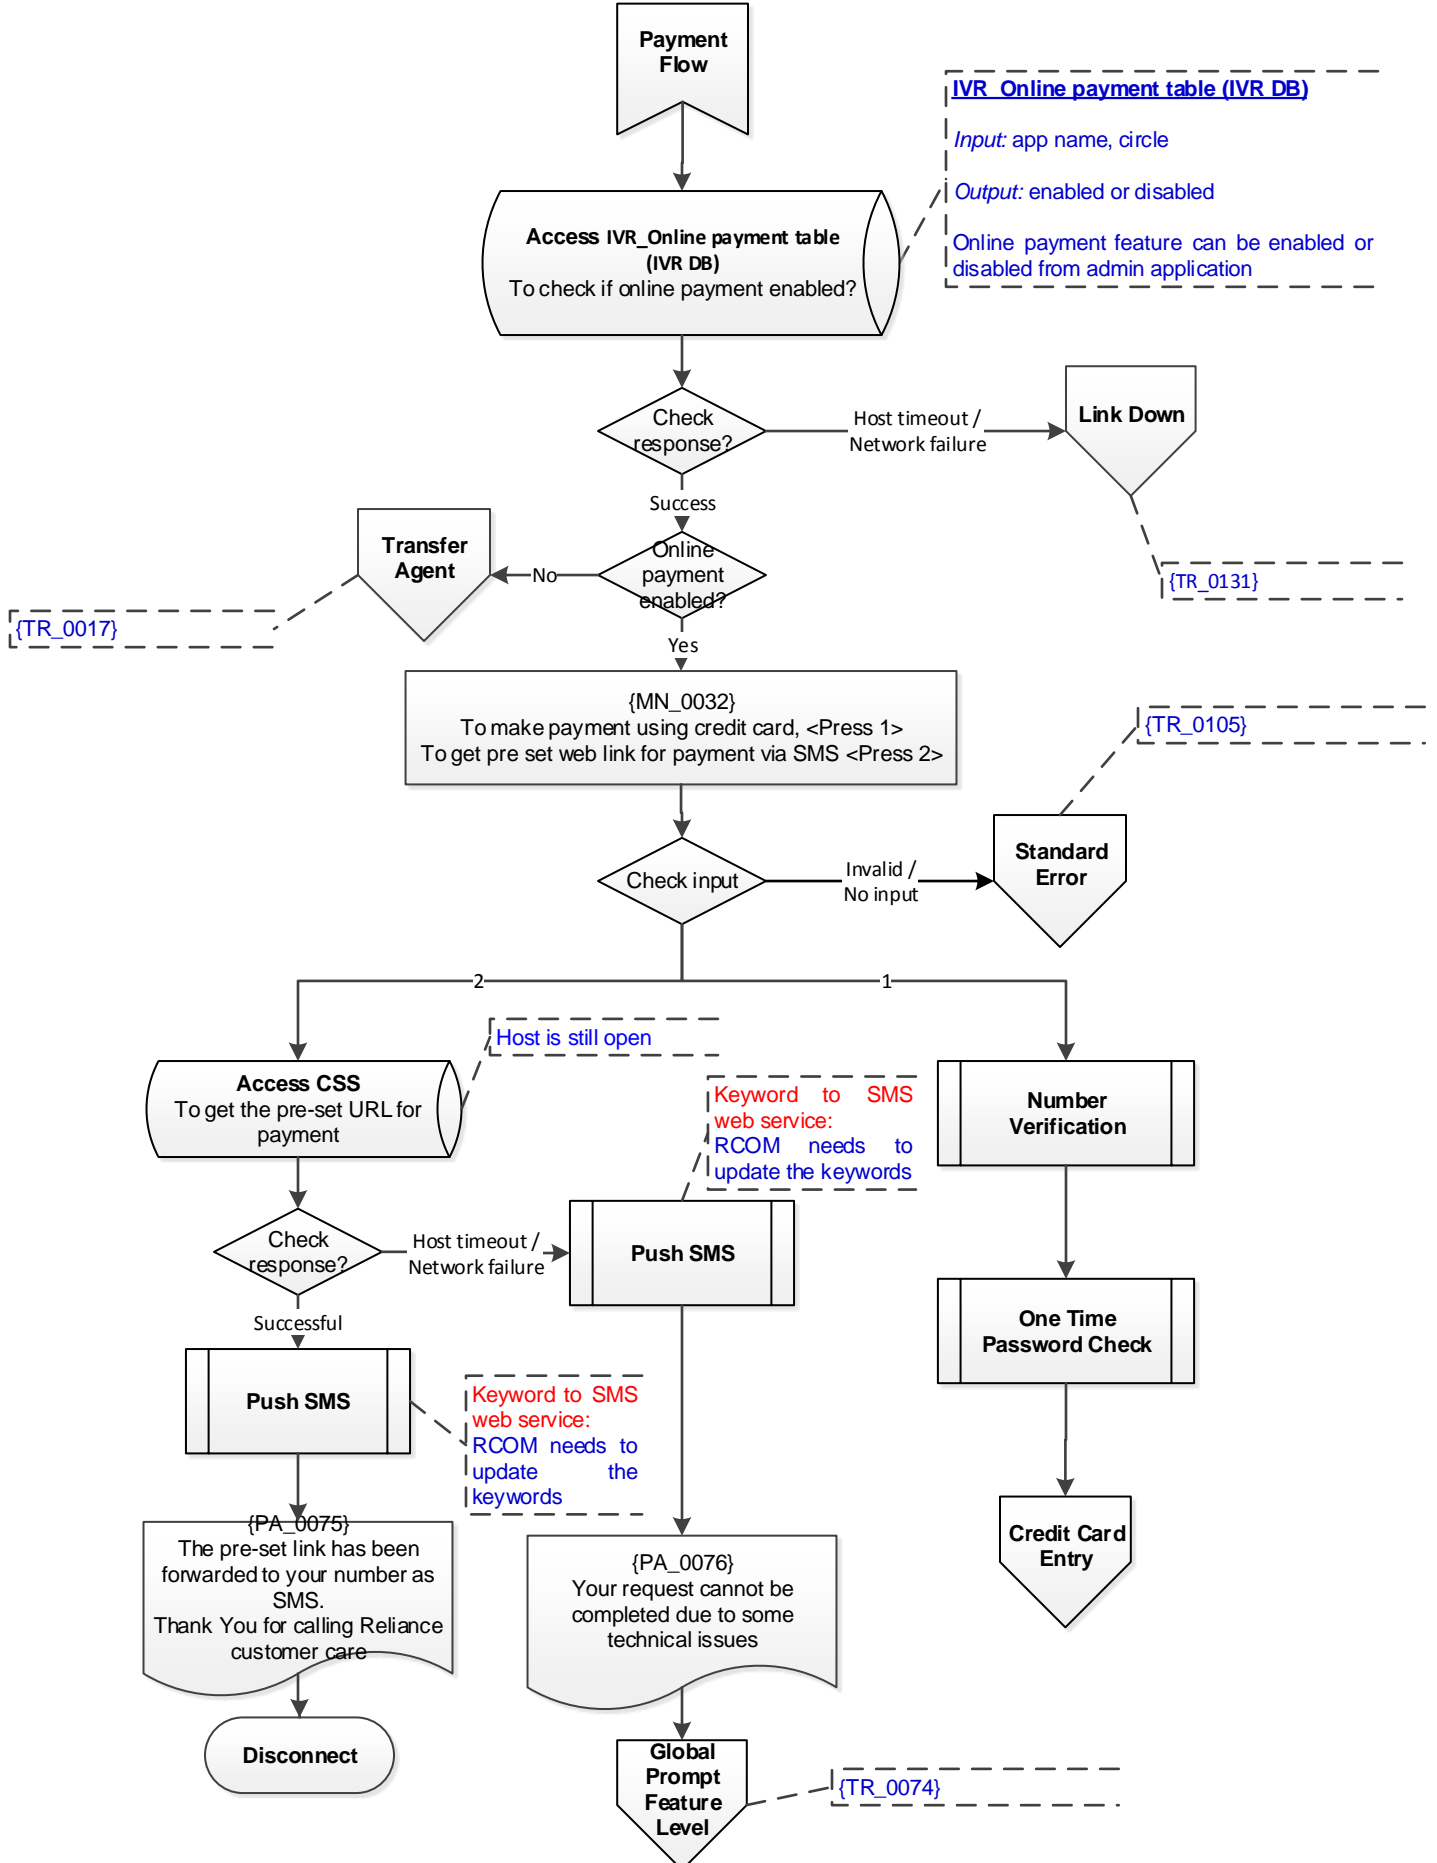 Payment
Flow
IVR_Online payment table (IVR DB)
Input: app name, circle
Output: enabled or disabled
Online payment feature can be enabled or
disabled from admin application
Access IVR_Online payment table
(IVR DB)
To check if online payment enabled?
Check
response?
Host timeout /
Network failure
Link Down
Success
{TR_0131}
Transfer
Agent
No
Online
payment
enabled?
{TR_0017}
Yes
{MN_0032}
To make payment using credit card, <Press 1>
To get pre set web link for payment via SMS <Press 2>
{TR_0105}
Check input
Invalid /
No input
Standard
Error
2
1
Host is still open
Access CSS
To get the pre-set URL for
payment
Keyword to SMS
web service:
RCOM needs to
update the keywords
Number
Verification
Check
response?
Host timeout /
Network failure
Push SMS
One Time
Password Check
Successful
Push SMS
Keyword to SMS
web service:
RCOM needs to
update the
keywords
{PA_0075}
The pre-set link has been
forwarded to your number as
SMS.
Thank You for calling Reliance
customer care
{PA_0076}
Your request cannot be
completed due to some
technical issues
Credit Card
Entry
Disconnect
Global
Prompt
Feature
Level
{TR_0074}